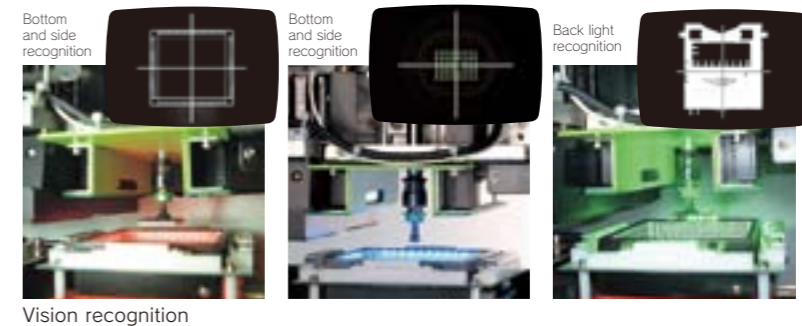 Bottom
and side
recognition
Bottom
and side
recognition
Back light
recognition
Vision recognition